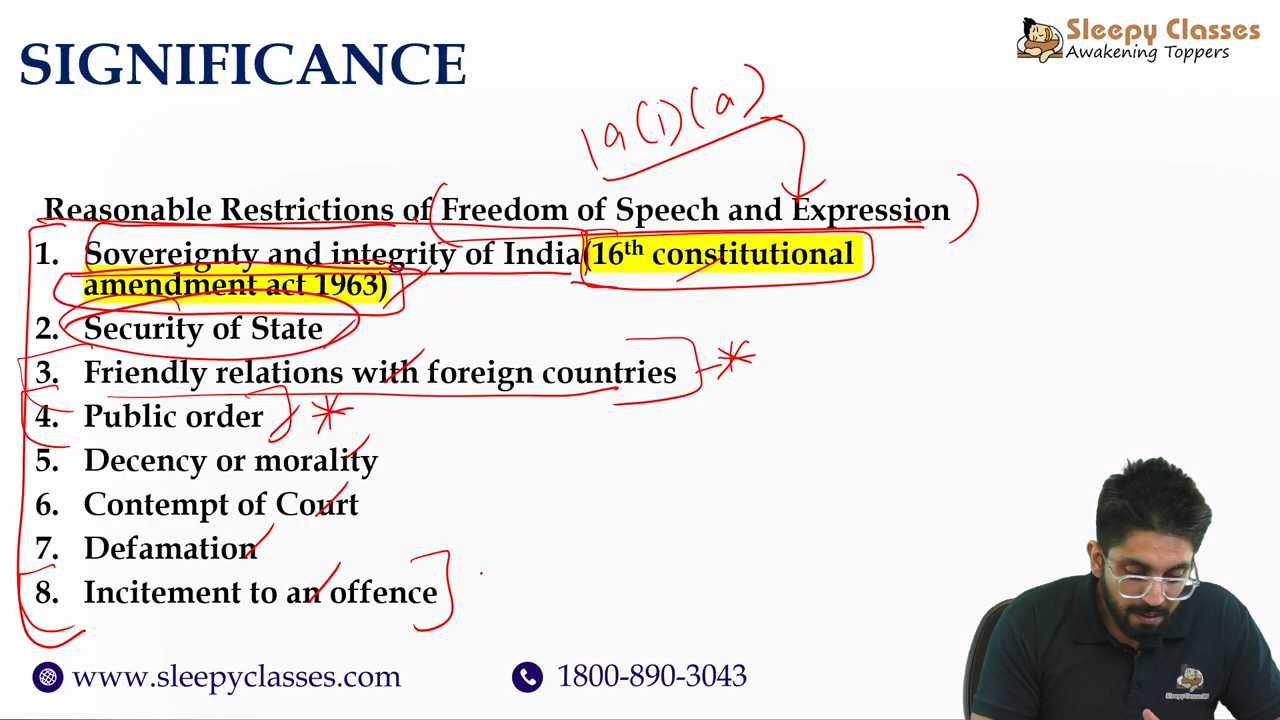 SIGNIFICANCE
Sleepy Classes
Awakening Toppers
19(1)(a)
Reasonable Restrictions of (Freedom of Speech and Expression)
1. Sovereignty and integrity of India(16th constitutional
amendment act 1963)
2. Security of State
3. Friendly relations with foreign countries
4. Public order
5. Decency or morality
6. Contempt of Court
7. Defamation
8. Incitement to an offence
www.sleepyclasses.com
1800-890-3043